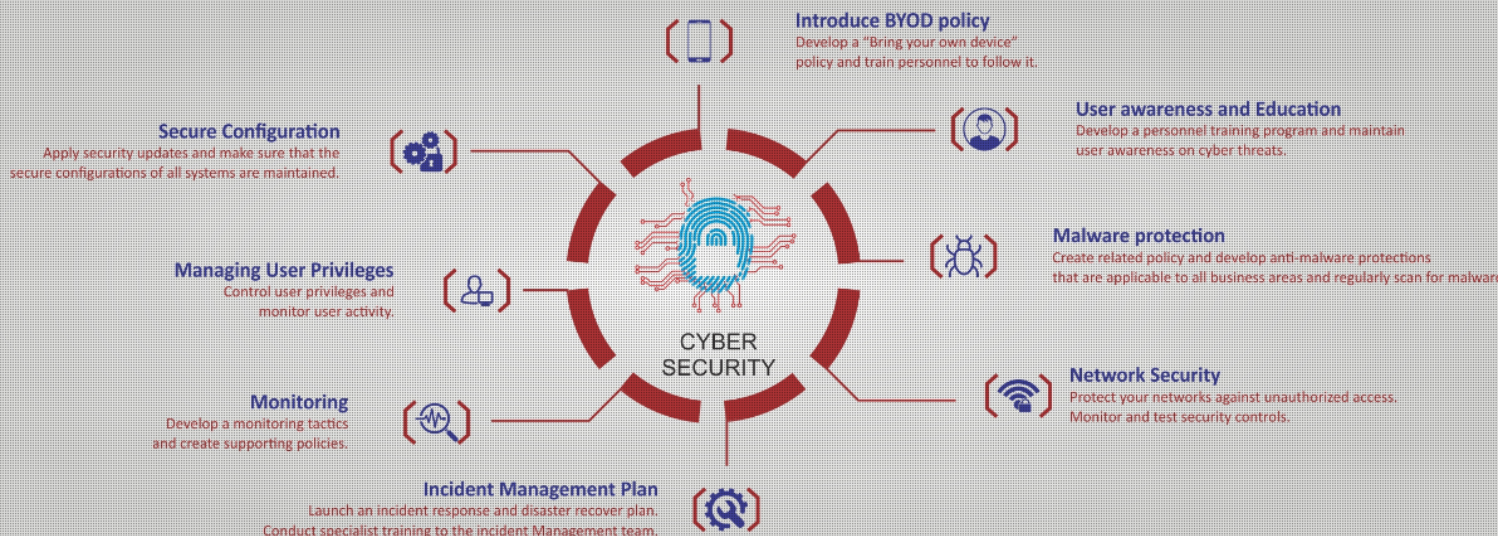 Introduce BYOD policy
Develop a “Bring your own device”
policy and train personnel to follow it.
User awareness and Education
Develop a personnel training program and maintain
user awareness on cyber threats.
Secure Configuration
Apply security updates and make sure that the
secure configurations of all systems are maintained.
Malware protection
Create related policy and develop anti-malware protections
that are applicable to all business areas and regularly scan for malware
Managing User Privileges
Control user privileges and
monitor user activity.
CYBER
SECURITY
Network Security
Protect your networks against unauthorized access.
Monitor and test security controls.
Monitoring
Develop a monitoring tactics
and create supporting policies.
Incident Management Plan
Launch an incident response and disaster recover plan.
Conduct specialist training to the incident Management team.